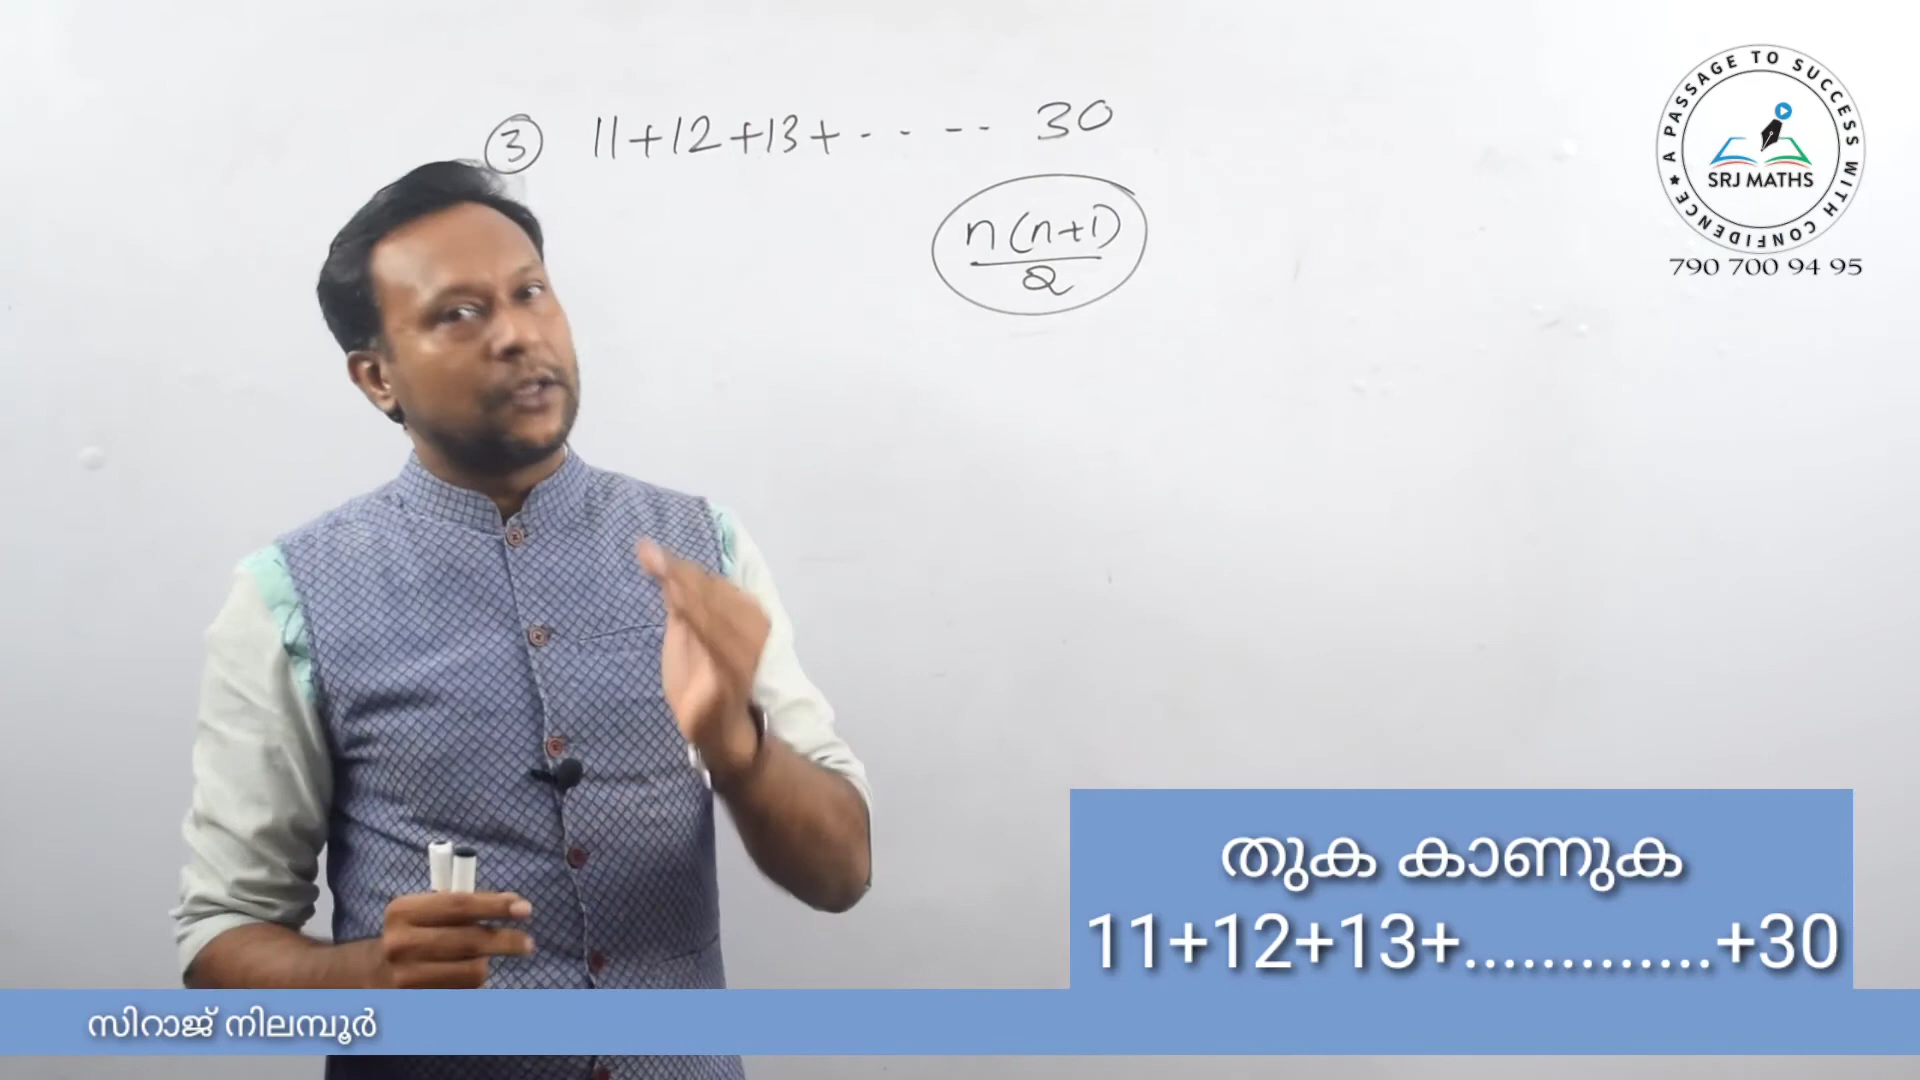 ③ 11+12+13+ - - - - - 30
n(n+1)
2
A PASSAGE TO SUCCESS WITH CONFIDENCE ★
SRJ MATHS
790 700 94 95
തുക കാണുക
11+12+13+.............+30
സിറാജ് നിലമ്പൂർ